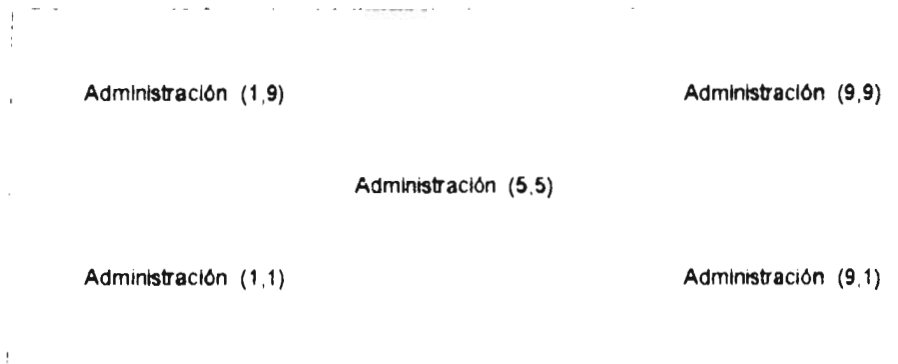 Administración (1,9) Administración (9,9)
Administración (5,5)
Administración (1,1) Administración (9,1)